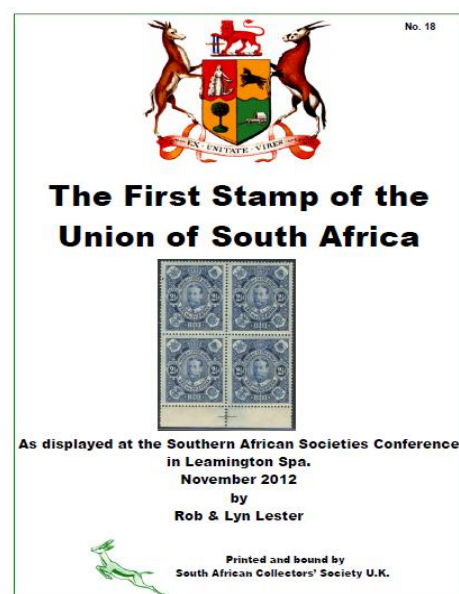 No. 18
EX · UNITATE · VIRES
The First Stamp of the
Union of South Africa
As displayed at the Southern African Societies Conference
in Leamington Spa.
November 2012
by
Rob & Lyn Lester
Printed and bound by
South African Collectors' Society U.K.